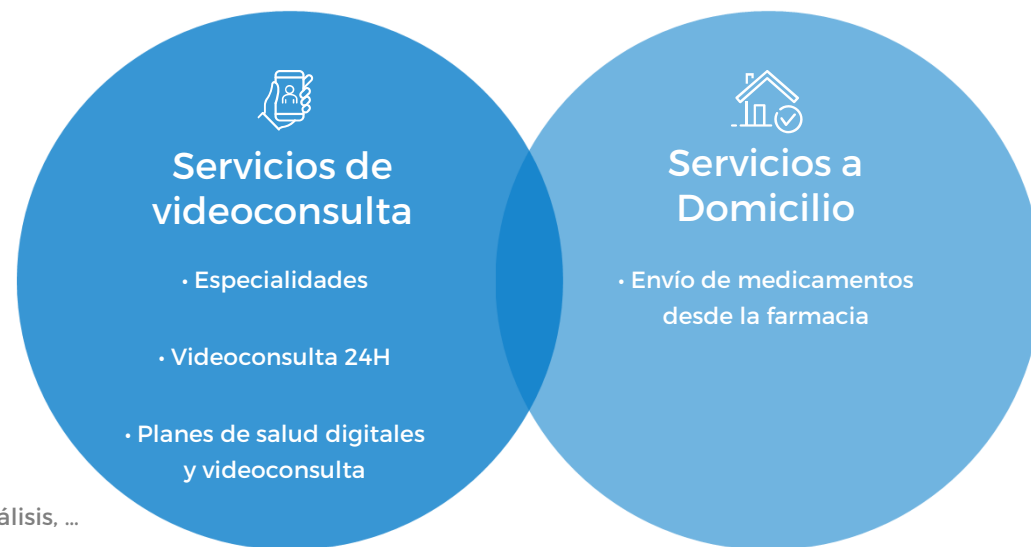 Servicios de
videoconsulta
• Especialidades
• Videoconsulta 24H
• Planes de salud digitales
y videoconsulta
Servicios a
Domicilio
• Envío de medicamentos
desde la farmacia
álisis, ...